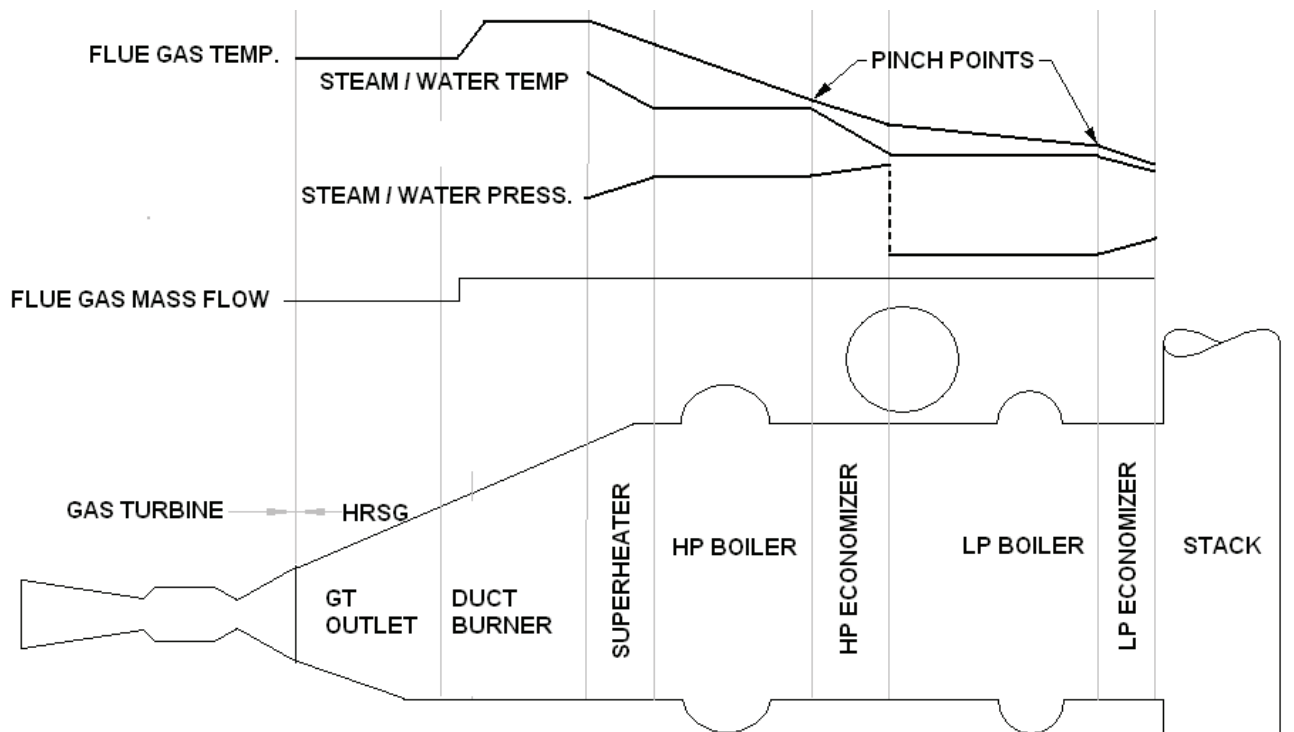 FLUE GAS TEMP.
STEAM / WATER TEMP
PINCH POINTS
STEAM / WATER PRESS.
FLUE GAS MASS FLOW
GAS TURBINE
HRSG
GT
OUTLET
DUCT
BURNER
SUPERHEATER
HP BOILER
HP ECONOMIZER
LP BOILER
LP ECONOMIZER
STACK